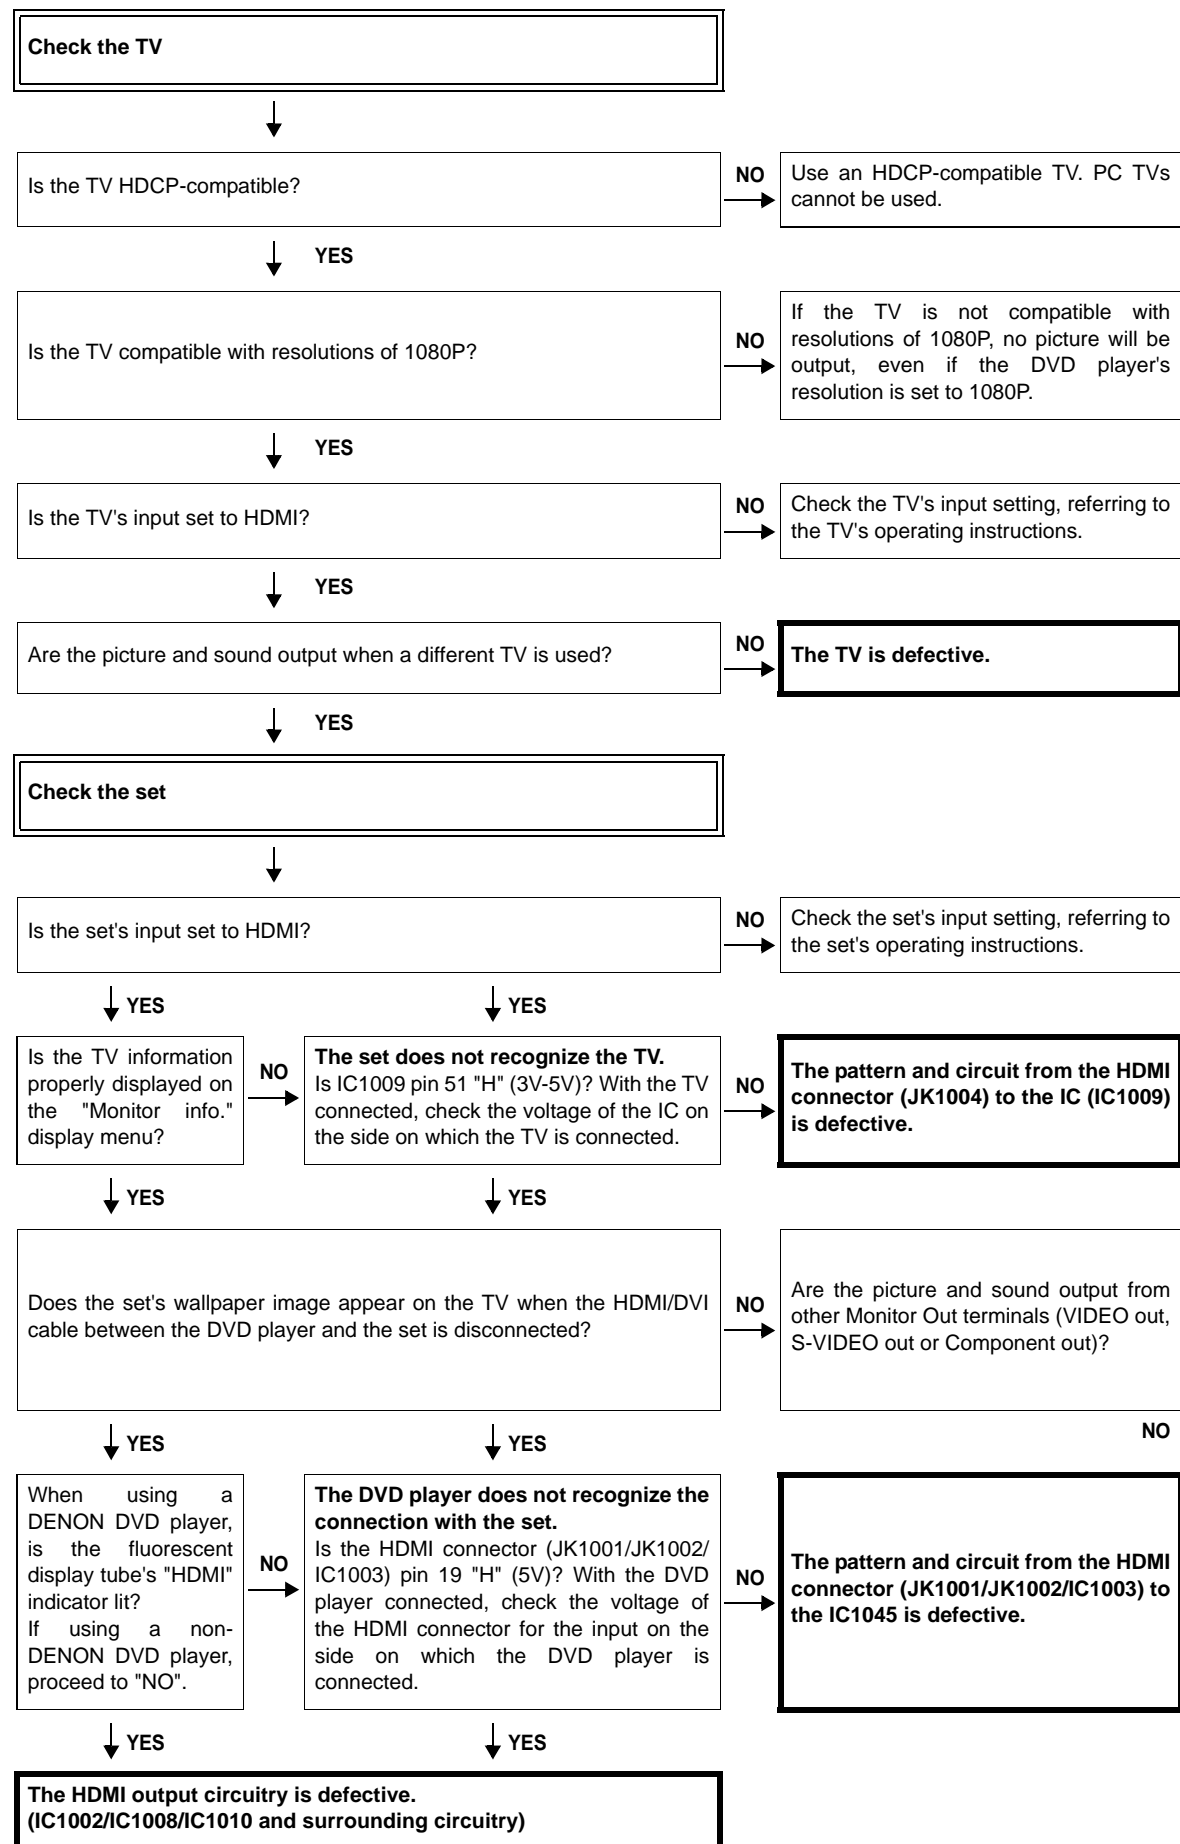 Check the TV
Is the TV HDCP-compatible?
NO
Use an HDCP-compatible TV. PC TVs
cannot be used.
YES
Is the TV compatible with resolutions of 1080P?
NO
If the TV is not compatible with
resolutions of 1080P, no picture will be
output, even if the DVD player's
resolution is set to 1080P.
YES
Is the TV's input set to HDMI?
NO
Check the TV's input setting, referring to
the TV's operating instructions.
YES
Are the picture and sound output when a different TV is used?
NO
The TV is defective.
YES
Check the set
Is the set's input set to HDMI?
NO
Check the set's input setting, referring to
the set's operating instructions.
YES
YES
Is the TV information
properly displayed on
the "Monitor info."
display menu?
NO
The set does not recognize the TV.
Is IC1009 pin 51 "H" (3V-5V)? With the TV
connected, check the voltage of the IC on
the side on which the TV is connected.
NO
The pattern and circuit from the HDMI
connector (JK1004) to the IC (IC1009)
is defective.
YES
YES
Does the set's wallpaper image appear on the TV when the HDMI/DVI
cable between the DVD player and the set is disconnected?
NO
Are the picture and sound output from
other Monitor Out terminals (VIDEO out,
S-VIDEO out or Component out)?
YES
YES
NO
When using a
DENON DVD player,
is the fluorescent
display tube's "HDMI"
indicator lit?
If using a non-
DENON DVD player,
proceed to "NO".
NO
The DVD player does not recognize the
connection with the set.
Is the HDMI connector (JK1001/JK1002/
IC1003) pin 19 "H" (5V)? With the DVD
player connected, check the voltage of
the HDMI connector for the input on the
side on which the DVD player is
connected.
NO
The pattern and circuit from the HDMI
connector (JK1001/JK1002/IC1003) to
the IC1045 is defective.
YES
YES
The HDMI output circuitry is defective.
(IC1002/IC1008/IC1010 and surrounding circuitry)